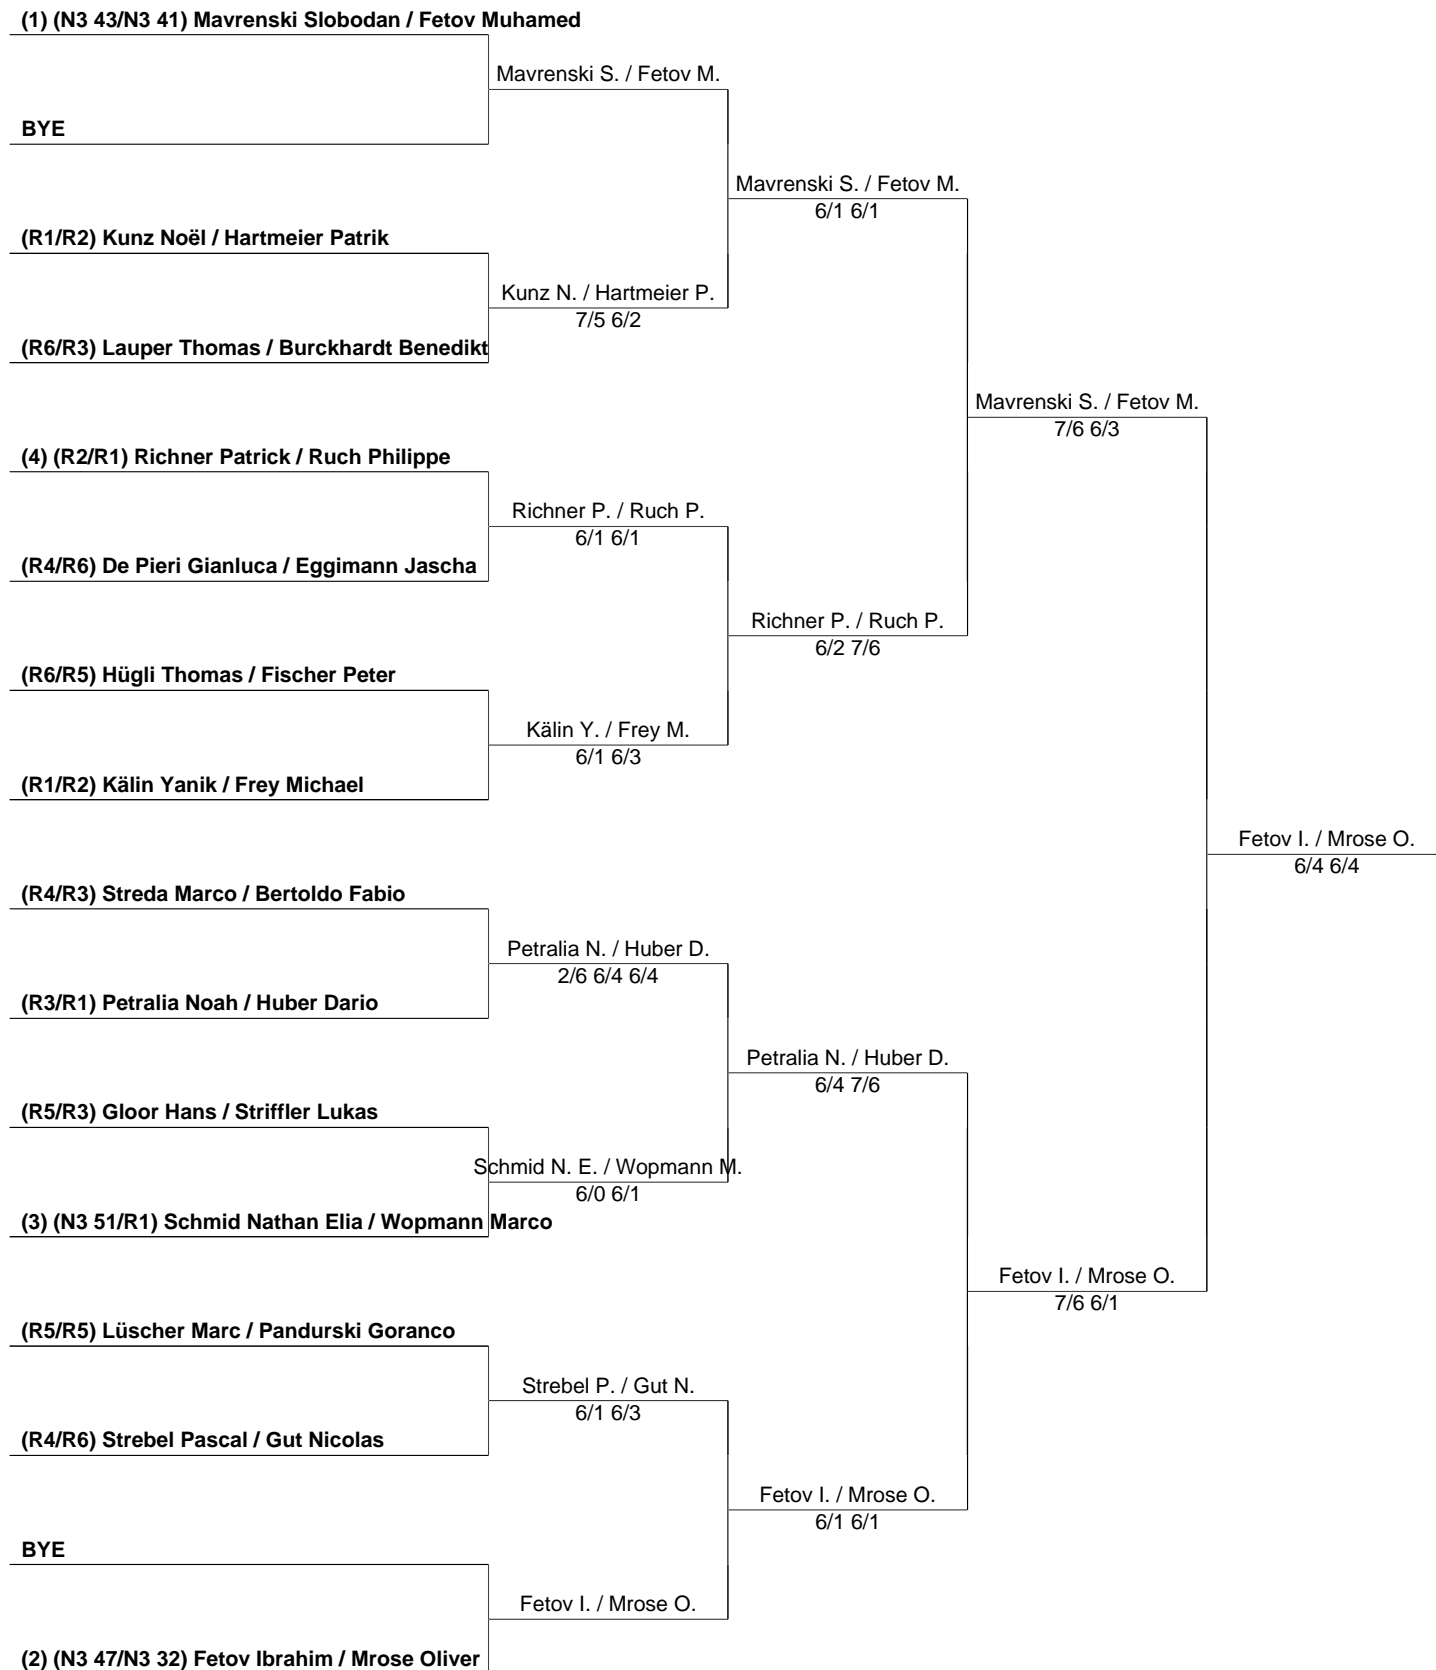 (1) (N3 43/N3 41) Mavrenski Slobodan / Fetov Muhamed
Mavrenski S. / Fetov M.
BYE
Mavrenski S. / Fetov M.
6/1 6/1
(R1/R2) Kunz Noël / Hartmeier Patrik
Kunz N. / Hartmeier P.
7/5 6/2
(R6/R3) Lauper Thomas / Burckhardt Benedikt
Mavrenski S. / Fetov M.
7/6 6/3
(4) (R2/R1) Richner Patrick / Ruch Philippe
Richner P. / Ruch P.
6/1 6/1
(R4/R6) De Pieri Gianluca / Eggimann Jascha
Richner P. / Ruch P.
6/2 7/6
(R6/R5) Hügli Thomas / Fischer Peter
Kälin Y. / Frey M.
6/1 6/3
(R1/R2) Kälin Yanik / Frey Michael
Fetov I. / Mrose O.
6/4 6/4
(R4/R3) Streda Marco / Bertoldo Fabio
Petralia N. / Huber D.
2/6 6/4 6/4
(R3/R1) Petralia Noah / Huber Dario
Petralia N. / Huber D.
6/4 7/6
(R5/R3) Gloor Hans / Striffler Lukas
Schmid N. E. / Wopmann M.
6/0 6/1
(3) (N3 51/R1) Schmid Nathan Elia / Wopmann Marco
Fetov I. / Mrose O.
7/6 6/1
(R5/R5) Lüscher Marc / Pandurski Goranco
Strebel P. / Gut N.
6/1 6/3
(R4/R6) Strebel Pascal / Gut Nicolas
Fetov I. / Mrose O.
6/1 6/1
BYE
Fetov I. / Mrose O.
(2) (N3 47/N3 32) Fetov Ibrahim / Mrose Oliver